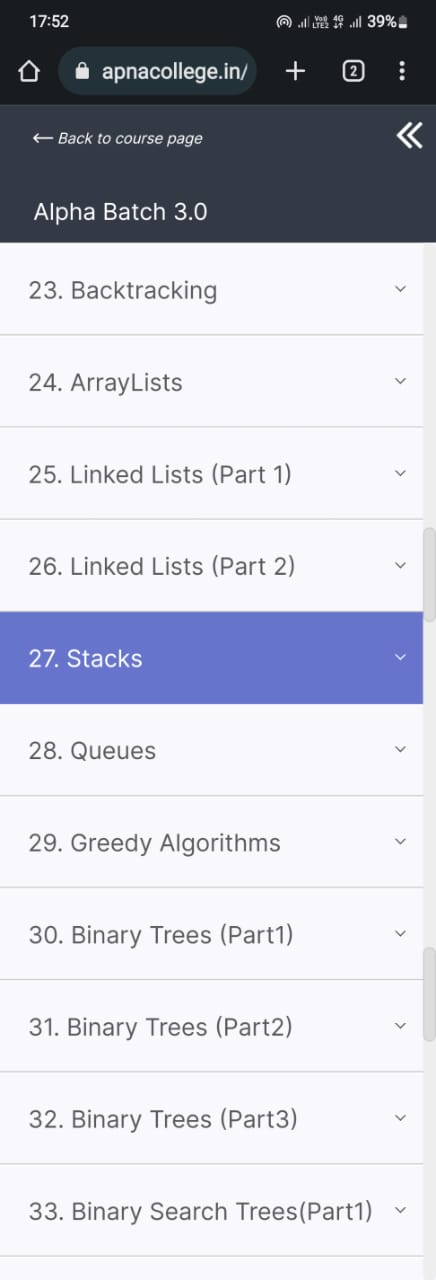 17:52
Vo)) 4G 39%
LTE2
apnacollege.in/
2
← Back to course page
Alpha Batch 3.0
23. Backtracking
24. ArrayLists
25. Linked Lists (Part 1)
26. Linked Lists (Part 2)
27. Stacks
28. Queues
29. Greedy Algorithms
30. Binary Trees (Part1)
31. Binary Trees (Part2)
32. Binary Trees (Part3)
33. Binary Search Trees(Part1)